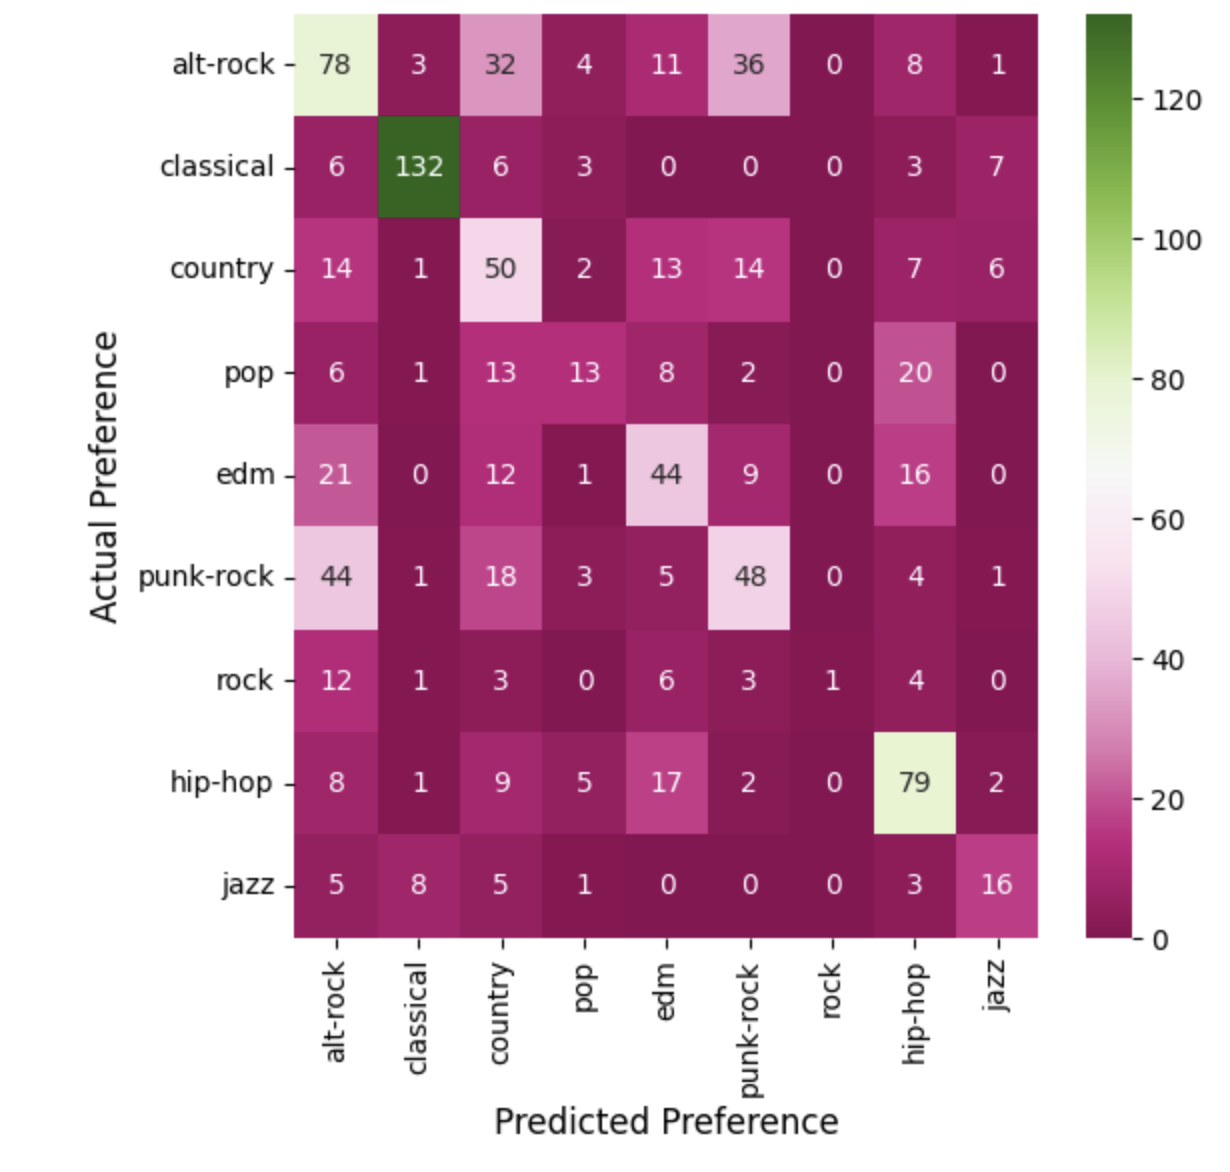 alt-rock 78 3 32 4 11 36 0 8 1
120
classical 6 132 6 3 0 0 0 3 7
100
country 14 1 50 2 13 14 0 7 6
Actual Preference
pop 6 1 13 13 8 2 0 20 0
80
edm 21 0 12 1 44 9 0 16 0
60
punk-rock 44 1 18 3 5 48 0 4 1
40
rock 12 1 3 0 6 3 1 4 0
hip-hop 8 1 9 5 17 2 0 79 2
20
jazz 5 8 5 1 0 0 0 3 16
0
alt-rock classical country pop edm punk-rock rock hip-hop jazz
Predicted Preference